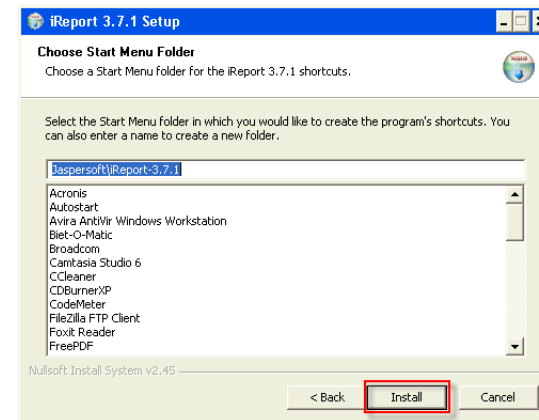 iReport 3.7.1 Setup
Choose Start Menu Folder
Choose a Start Menu folder for the iReport 3.7.1 shortcuts.
Select the Start Menu folder in which you would like to create the program's shortcuts. You
can also enter a name to create a new folder.
Jaspersoft\iReport-3.7.1
Acronis
Autostart
Avira AntiVir Windows Workstation
Biet-O-Matic
Broadcom
Camtasia Studio 6
CCleaner
CDBurnerXP
CodeMeter
FileZilla FTP Client
Foxit Reader
FreePDF
Nullsoft Install System v2.45
< Back
Install
Cancel